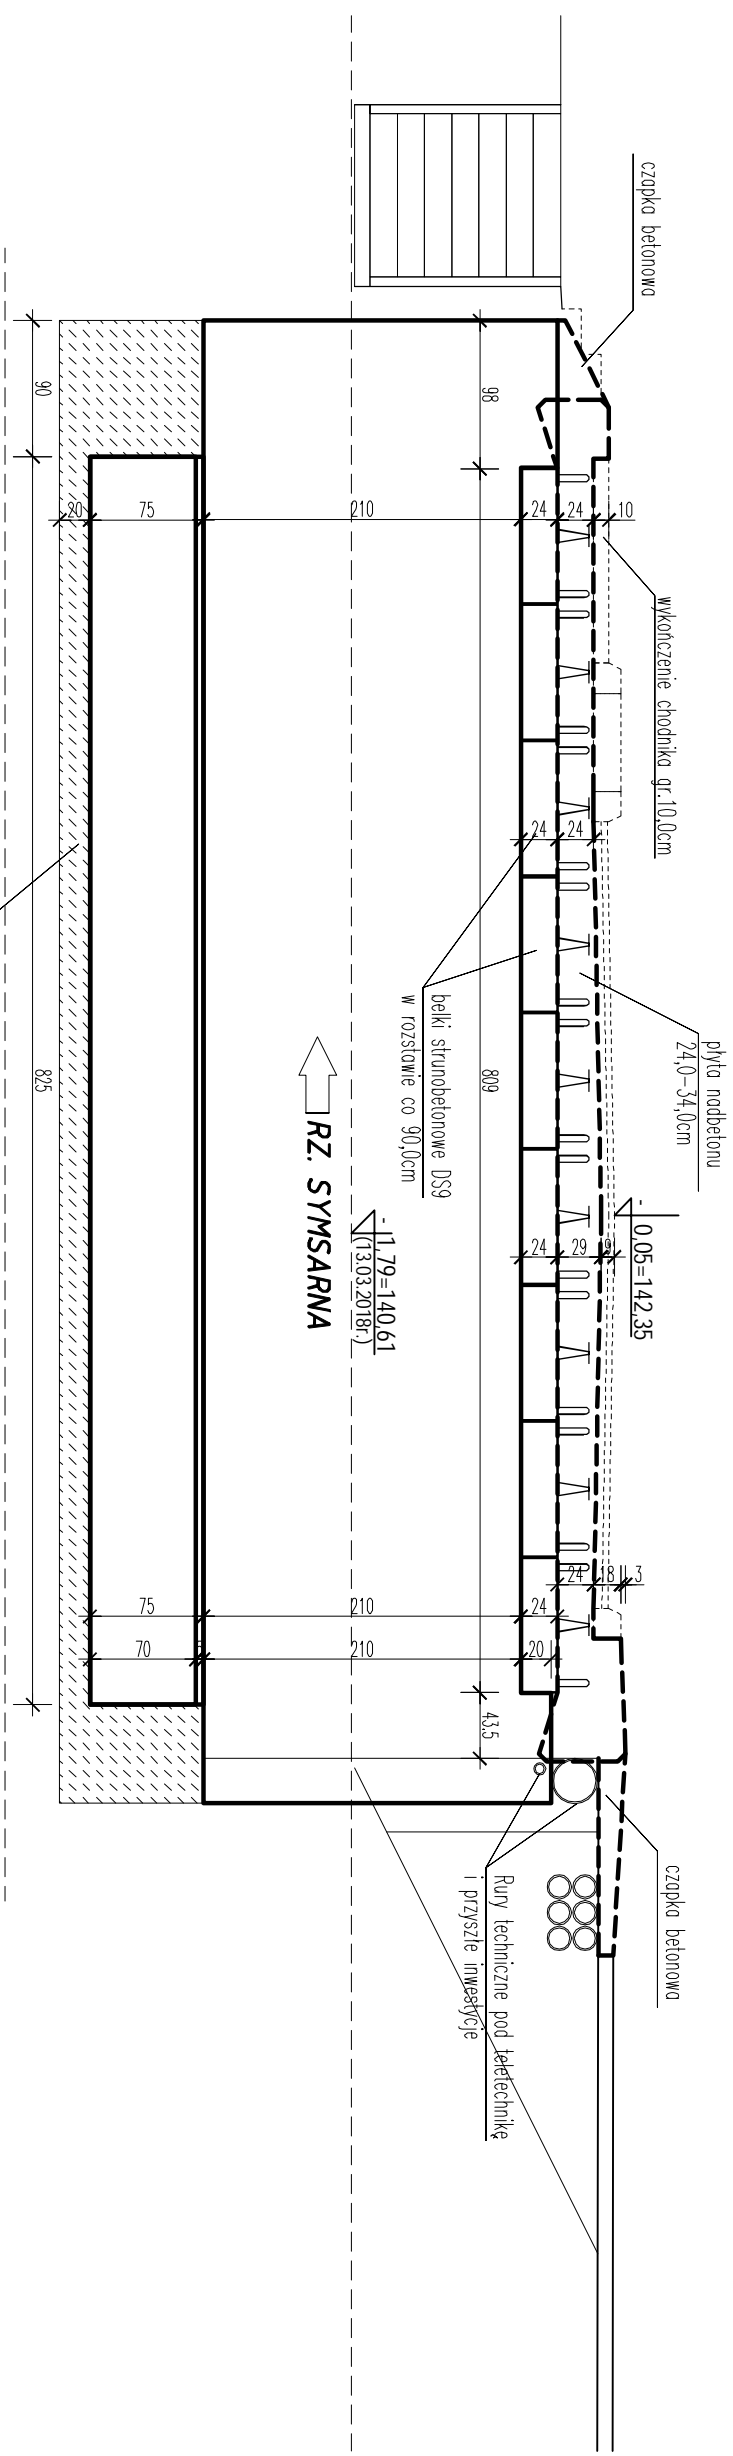 czapka betonowa
wykończenie chodnika gr.10,0cm
płyta nadbetonu
24,0-34,0cm
- 0,05=142,35
czapka betonowa
10
24
24
210
75
20
24
24
9
29
24
3
18
24
24
210
75
20
210
70
98
809
43,5
belki strunobetonowe DS9
w rozstawie co 90,0cm
- 1,79=140,61
(13.03.2018r.)
RZ. SYMSARNA
Rury techniczne pod teletechnikę
i przyszłe inwestycje
90
825